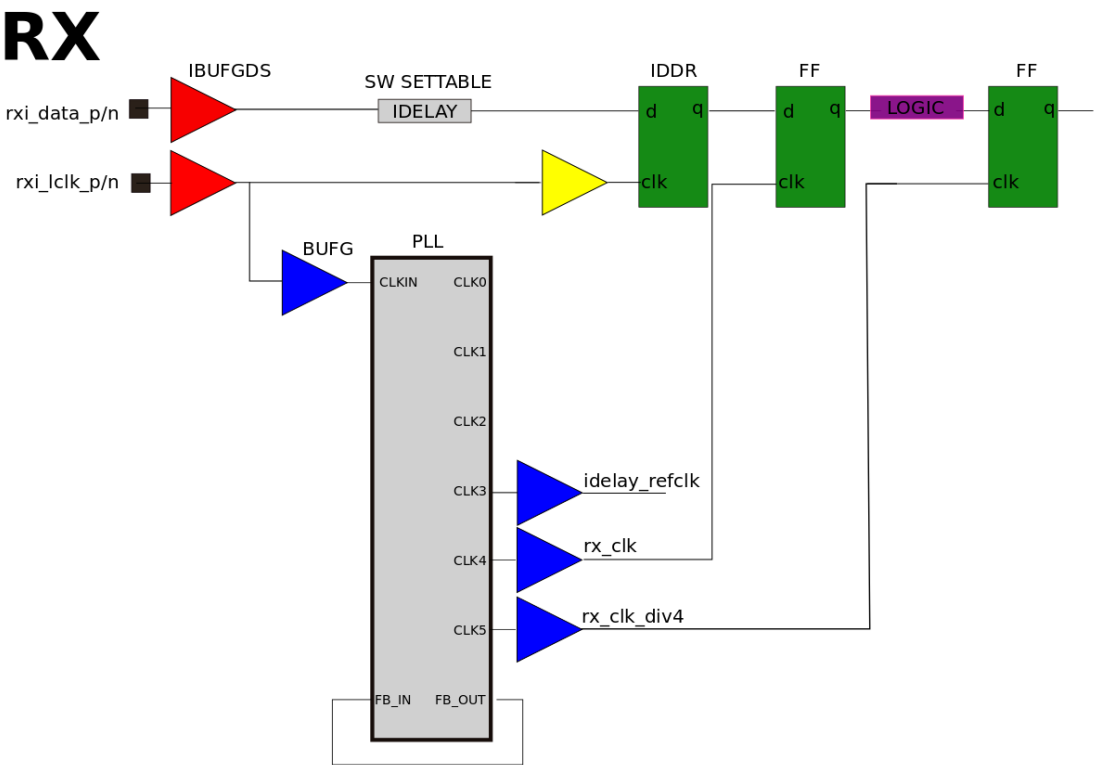 RX
IBUFGDS
SW SETTABLE
IDDR
FF
FF
rxi_data_p/n
IDELAY
d
q
d
q
LOGIC
d
q
rxi_lclk_p/n
clk
clk
clk
BUFG
PLL
CLKIN
CLK0
CLK1
CLK2
CLK3
idelay_refclk
CLK4
rx_clk
CLK5
rx_clk_div4
FB_IN
FB_OUT